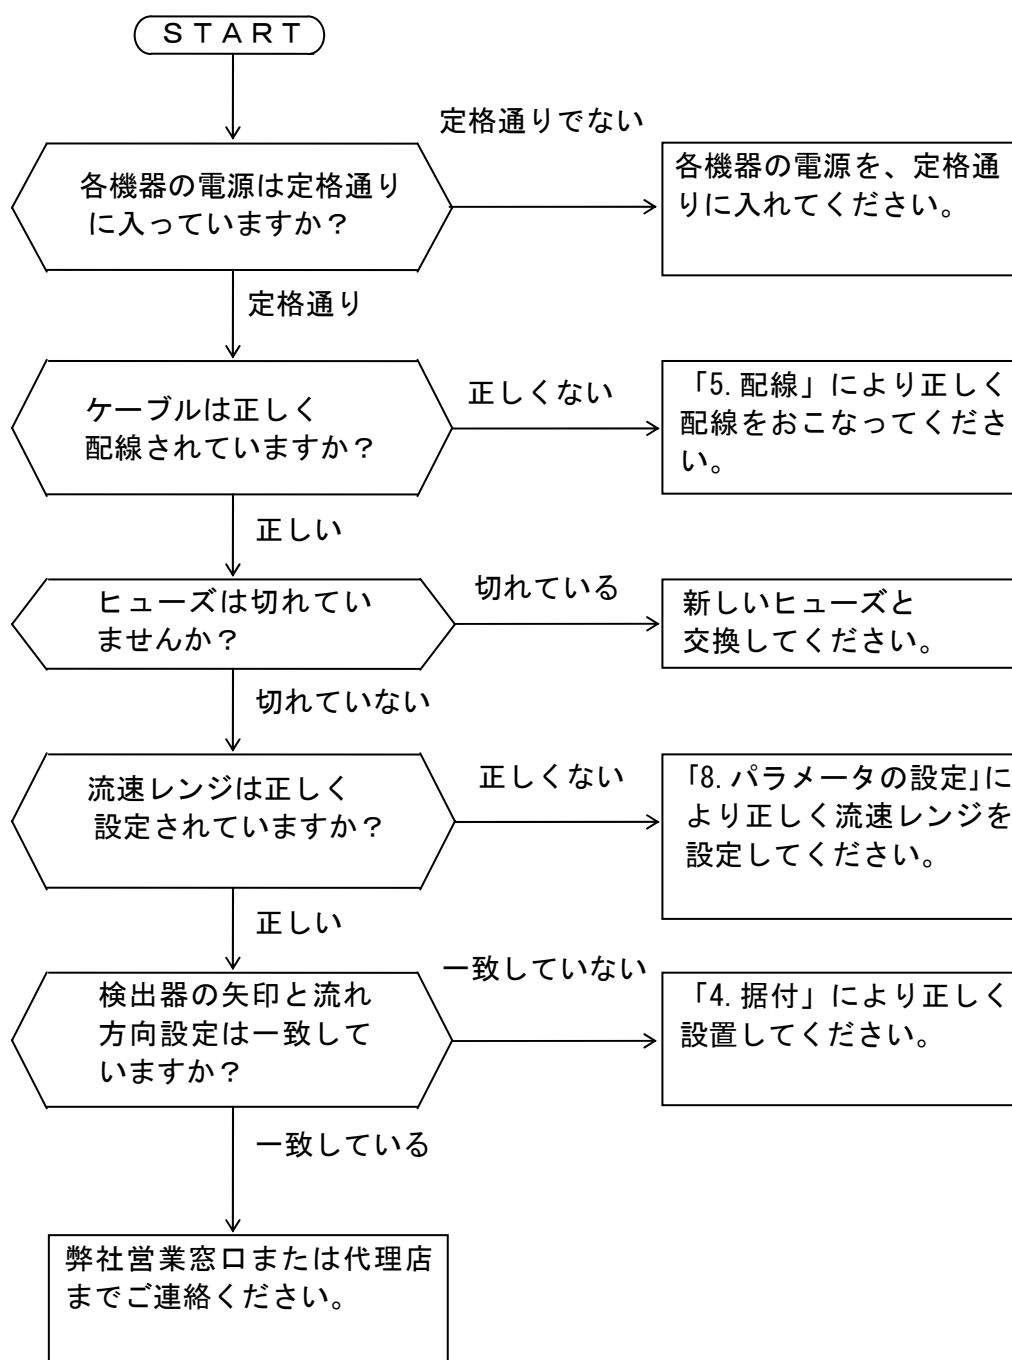 ＳＴＡＲＴ
定格通りでない
各機器の電源は定格通り
に入っていますか？
各機器の電源を、定格通
りに入れてください。
定格通り
ケーブルは正しく
配線されていますか？
正しくない
「5.配線」により正しく
配線をおこなってくださ
い。
正しい
ヒューズは切れてい
ませんか？
切れている
新しいヒューズと
交換してください。
切れていない
流速レンジは正しく
設定されていますか？
正しくない
「8.パラメータの設定」に
より正しく流速レンジを
設定してください。
正しい
検出器の矢印と流れ
方向設定は一致して
いますか？
一致していない
「4.据付」により正しく
設置してください。
一致している
弊社営業窓口または代理店
までご連絡ください。